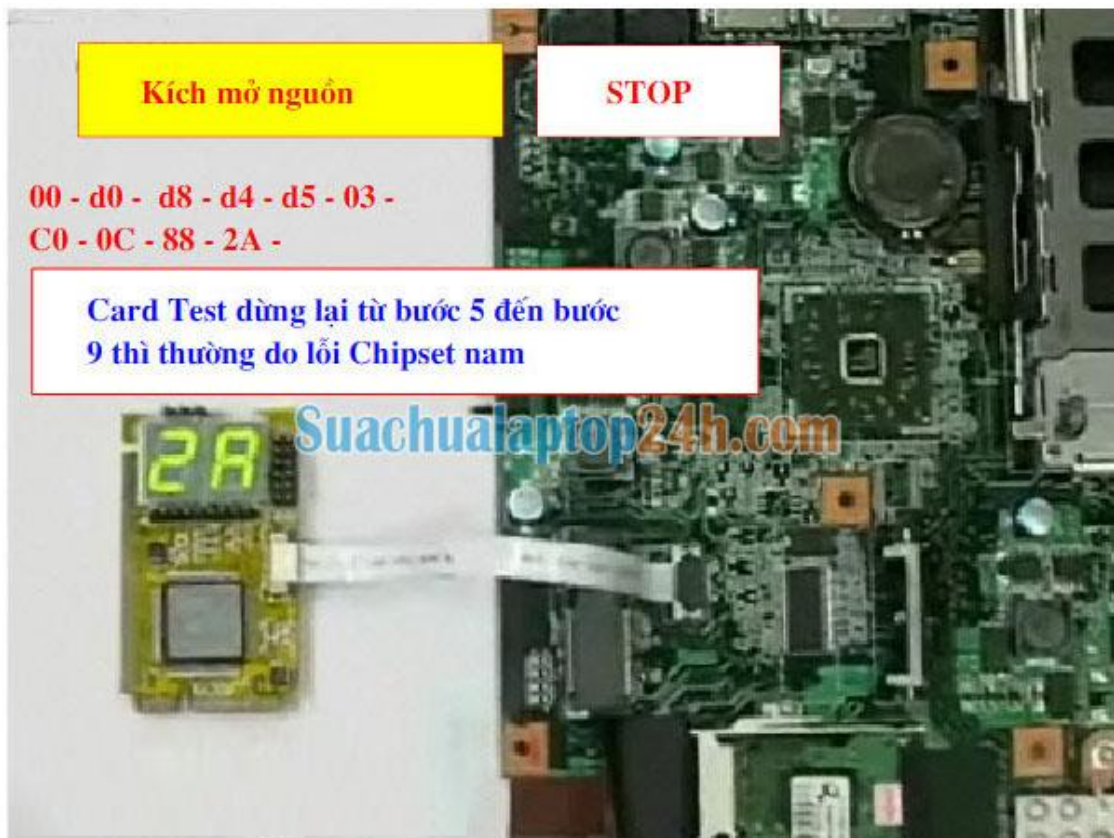 Kích mở nguồn
STOP
00 - d0 - d8 - d4 - d5 - 03 -
C0 - 0C - 88 - 2A -
Card Test dừng lại từ bước 5 đến bước
9 thì thường do lỗi Chipset nam
Suachualaptop24h.com
2A